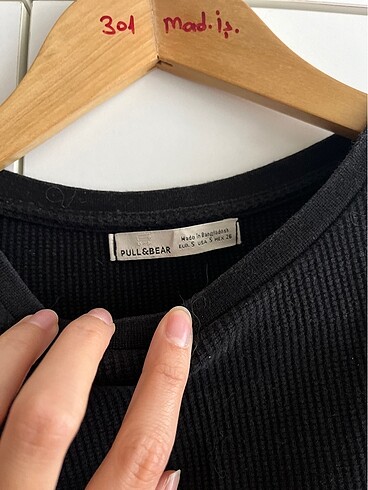 301 mad.iş.
PULL&BEAR
Made in Bangladesh
EUR S USA S MEX 26